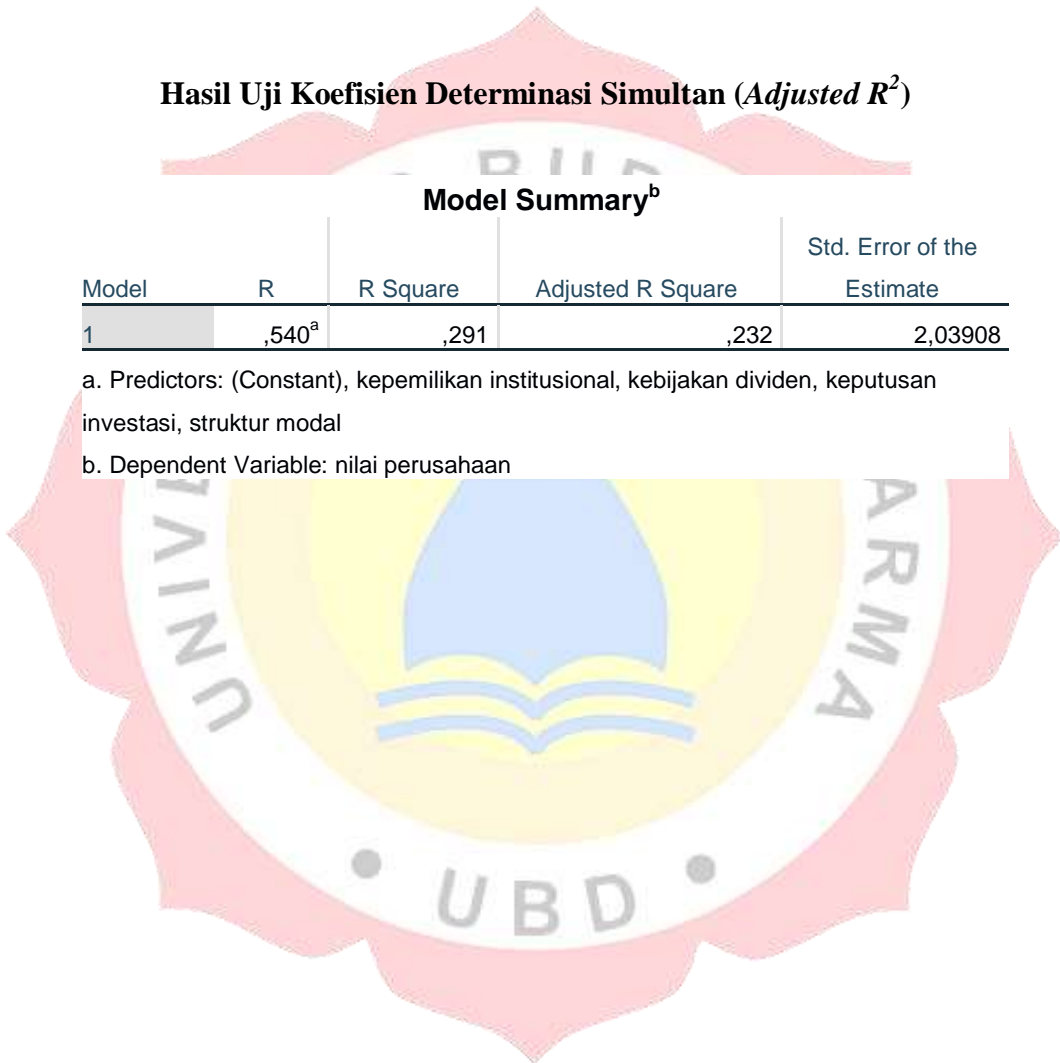 Hasil Uji Koefisien Determinasi Simultan (Adjusted R²)
Model Summaryᵇ
Model R R Square Adjusted R Square Std. Error of the Estimate
1 ,540ᵃ ,291 ,232 2,03908
a. Predictors: (Constant), kepemilikan institusional, kebijakan dividen, keputusan
investasi, struktur modal
b. Dependent Variable: nilai perusahaan
UBD